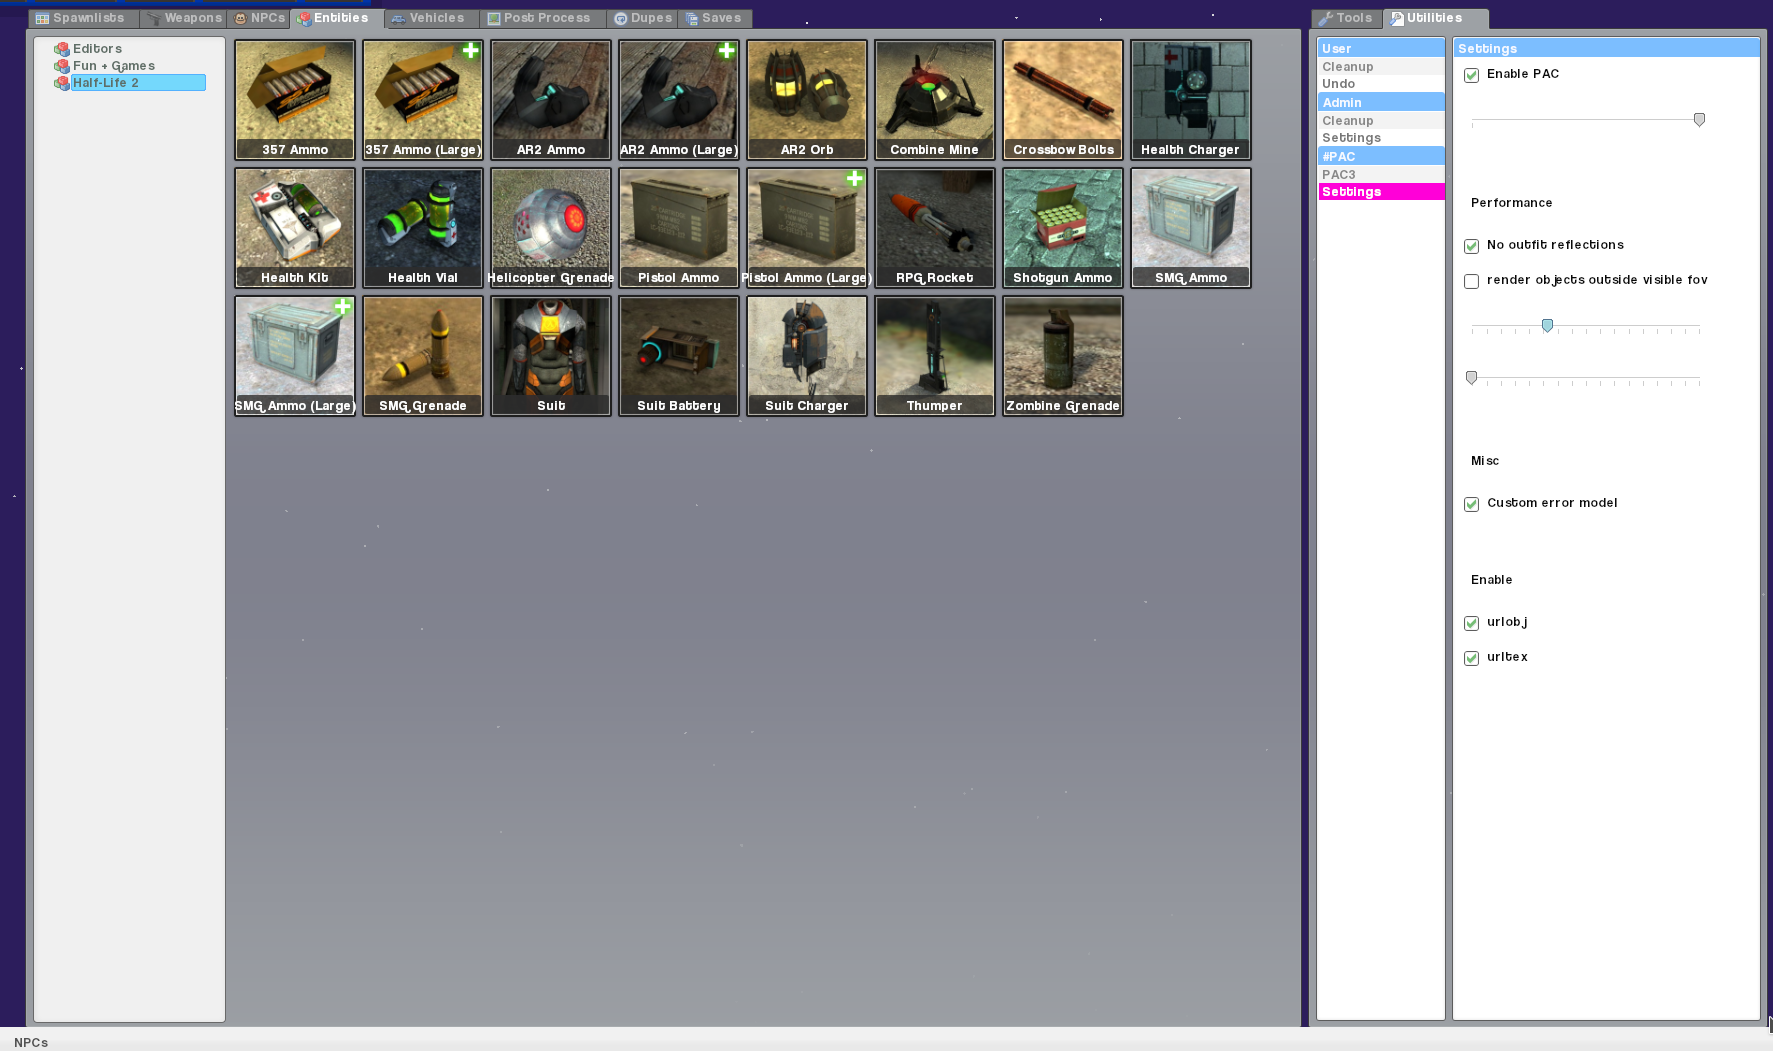 Spawnlists Weapons NPCs Entities Vehicles Post Process Dupes Saves
Editors
Fun + Games
Half-Life 2
357 Ammo 357 Ammo (Large) AR2 Ammo AR2 Ammo (Large) AR2 Orb Combine Mine Crossbow Bolts Health Charger
Health Kit Health Vial Helicopter Grenade Pistol Ammo Pistol Ammo (Large) RPG Rocket Shotgun Ammo SMG Ammo
SMG Ammo (Large) SMG Grenade Suit Suit Battery Suit Charger Thumper Zombine Grenade
Tools Utilities
User
Cleanup
Undo
Admin
Cleanup
Settings
#PAC
PAC3
Settings
Settings
Enable PAC
Performance
No outfit reflections
render objects outside visible fov
Misc
Custom error model
Enable
urlobj
urltex
NPCs